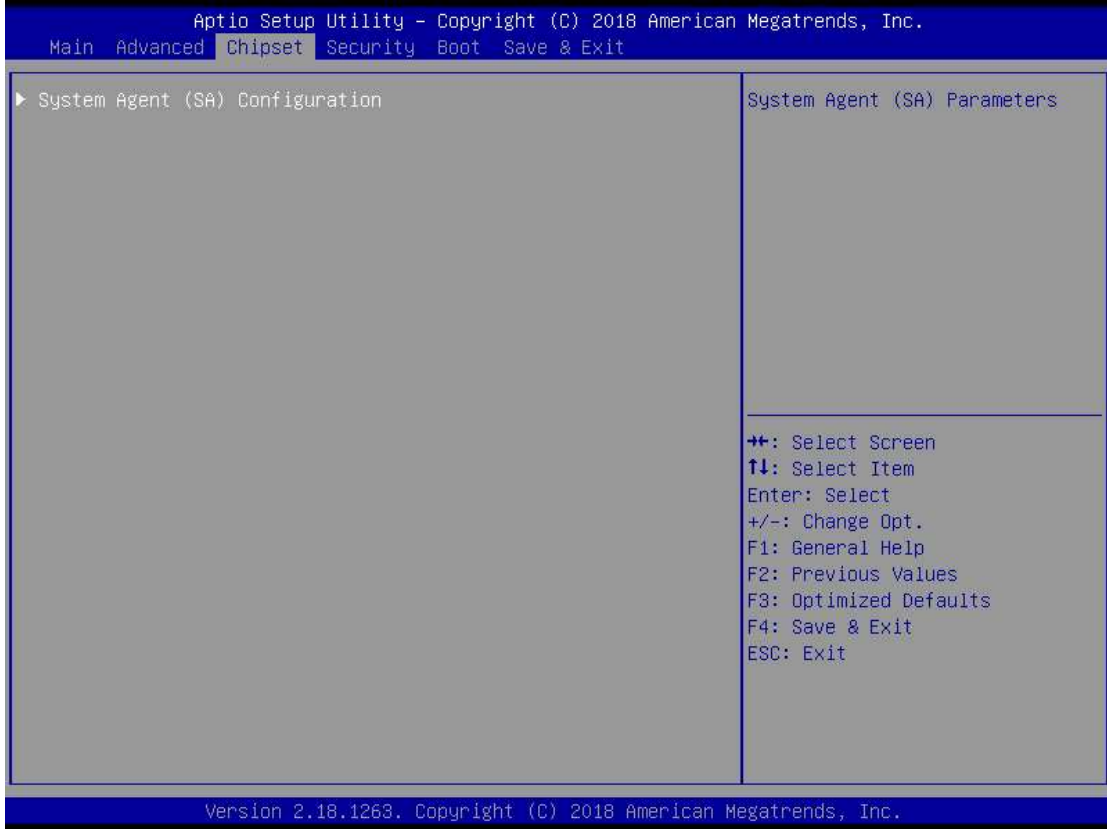 Aptio Setup Utility – Copyright (C) 2018 American Megatrends, Inc.
Main Advanced Chipset Security Boot Save & Exit
▶ System Agent (SA) Configuration
System Agent (SA) Parameters
→←: Select Screen
↑↓: Select Item
Enter: Select
+/-: Change Opt.
F1: General Help
F2: Previous Values
F3: Optimized Defaults
F4: Save & Exit
ESC: Exit
Version 2.18.1263. Copyright (C) 2018 American Megatrends, Inc.